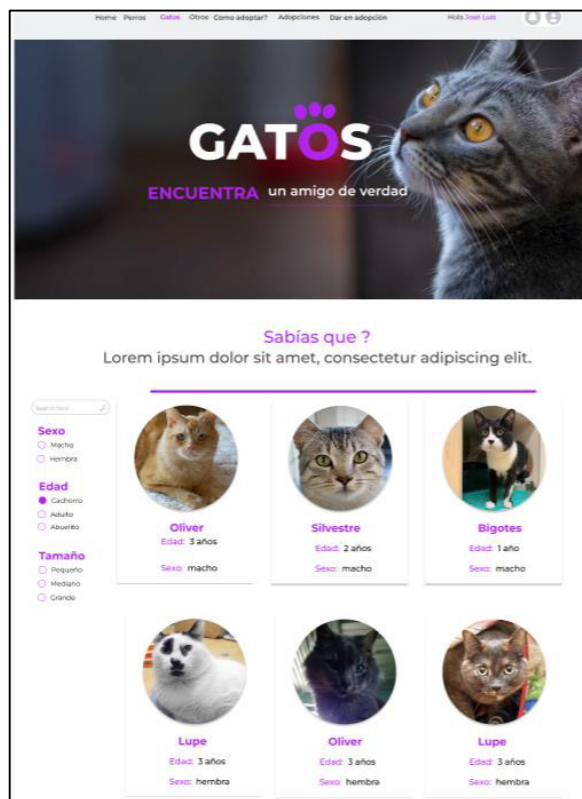 Home Perros Gatos Otros Como adoptar? Adopciones Dar en adopción Hola José Luis
GATOS
ENCUENTRA un amigo de verdad
Sabías que ?
Lorem ipsum dolor sit amet, consectetur adipiscing elit.
Search here
Sexo
Macho
Hembra
Edad
Cachorro
Adulto
Abuelito
Tamaño
Pequeño
Mediano
Grande
Oliver
Edad: 3 años
Sexo: macho
Silvestre
Edad: 2 años
Sexo: macho
Bigotes
Edad: 1 año
Sexo: macho
Lupe
Edad: 3 años
Sexo: hembra
Oliver
Edad: 3 años
Sexo: hembra
Lupe
Edad: 3 años
Sexo: hembra